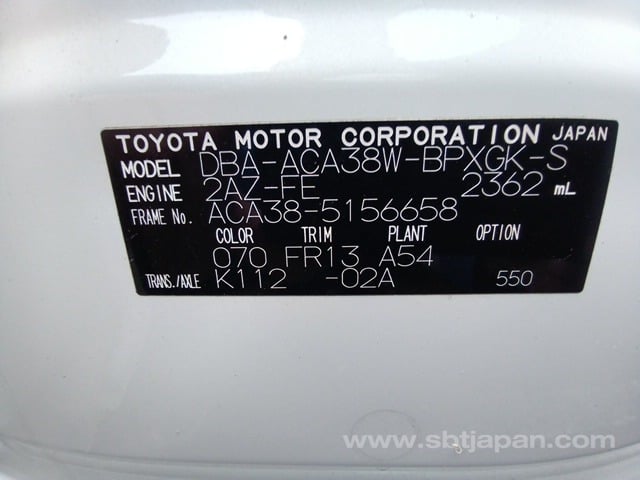 TOYOTA MOTOR CORPORATION JAPAN
MODEL DBA-ACA38W-BPXGK-S
ENGINE 2AZ-FE 2362 mL
FRAME No. ACA38-5156658
COLOR TRIM PLANT OPTION
070 FR13 A54
TRANS./AXLE K112 -02A 550
www.sbtjapan.com